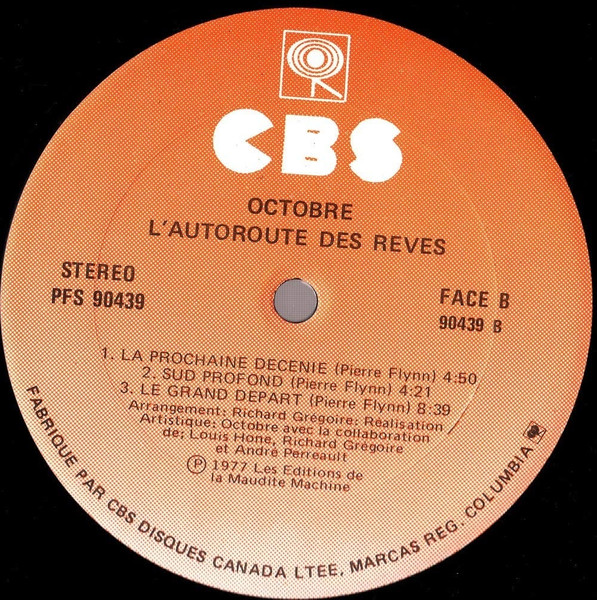 CBS
OCTOBRE
L'AUTOROUTE DES REVES
STEREO
PFS 90439
FACE B
90439 B
1. LA PROCHAINE DECENIE (Pierre Flynn) 4:50
2. SUD PROFOND (Pierre Flynn) 4:21
3. LE GRAND DEPART (Pierre Flynn) 8:39
Arrangement: Richard Grégoire: Réalisation
Artistique: Octobre avec la collaboration
de; Louis Hone, Richard Grégoire
et André Perreault
Ⓟ 1977 Les Editions de
la Maudite Machine
FABRIQUE PAR CBS DISQUES CANADA LTEE, MARCAS REG. COLUMBIA